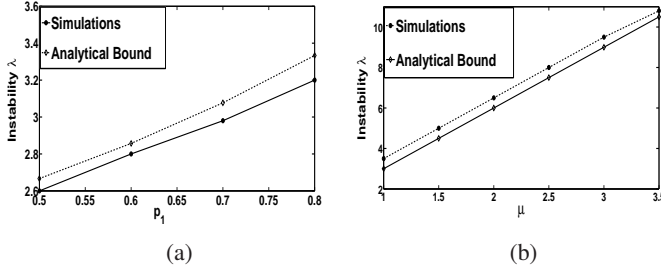 3.6
3.4
3.2
3
2.8
2.6
Instability λ
Simulations
Analytical Bound
0.5 0.55 0.6 0.65 0.7 0.75 0.8
p1
(a)
10
8
6
4
2
Instability λ
Simulations
Analytical Bound
1 1.5 2 2.5 3 3.5
μ
(b)